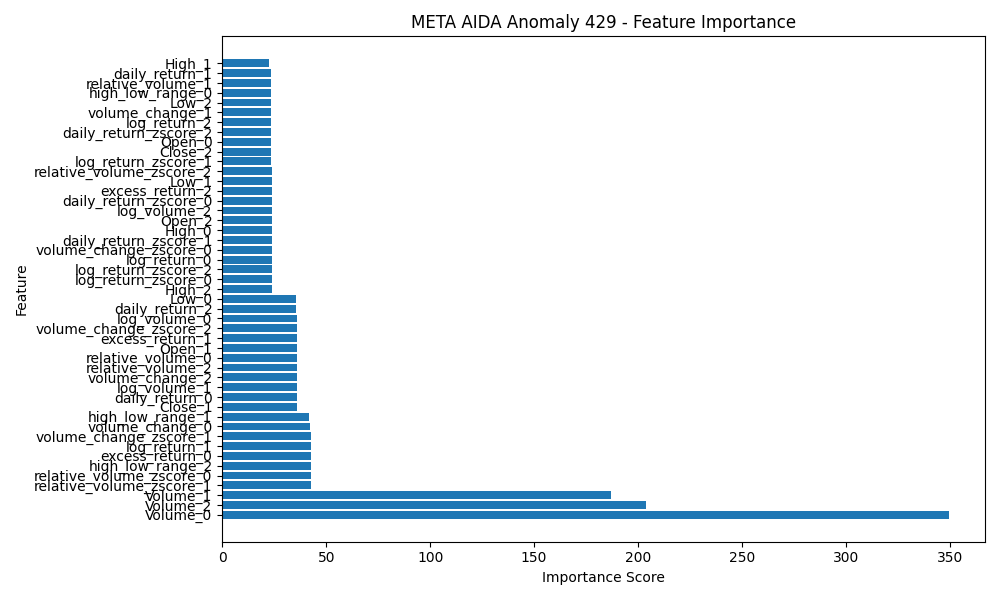 META AIDA Anomaly 429 - Feature Importance
High_1
daily_return_1
relative_volume_1
high_low_range_0
Low_2
volume_change_1
log_return_2
daily_return_zscore_2
Open_0
Close_2
log_return_zscore_1
relative_volume_zscore_2
Low_1
excess_return_2
daily_return_zscore_0
log_volume_2
Open_2
High_0
daily_return_zscore_1
volume_change_zscore_0
log_return_0
log_return_zscore_2
log_return_zscore_0
High_2
Low_0
daily_return_2
log_volume_0
volume_change_zscore_2
excess_return_1
Open_1
relative_volume_0
relative_volume_2
volume_change_2
log_volume_1
daily_return_0
Close_1
high_low_range_1
volume_change_0
volume_change_zscore_1
log_return_1
excess_return_0
high_low_range_2
relative_volume_zscore_0
relative_volume_zscore_1
Volume_1
Volume_2
Volume_0
Feature
0 50 100 150 200 250 300 350
Importance Score